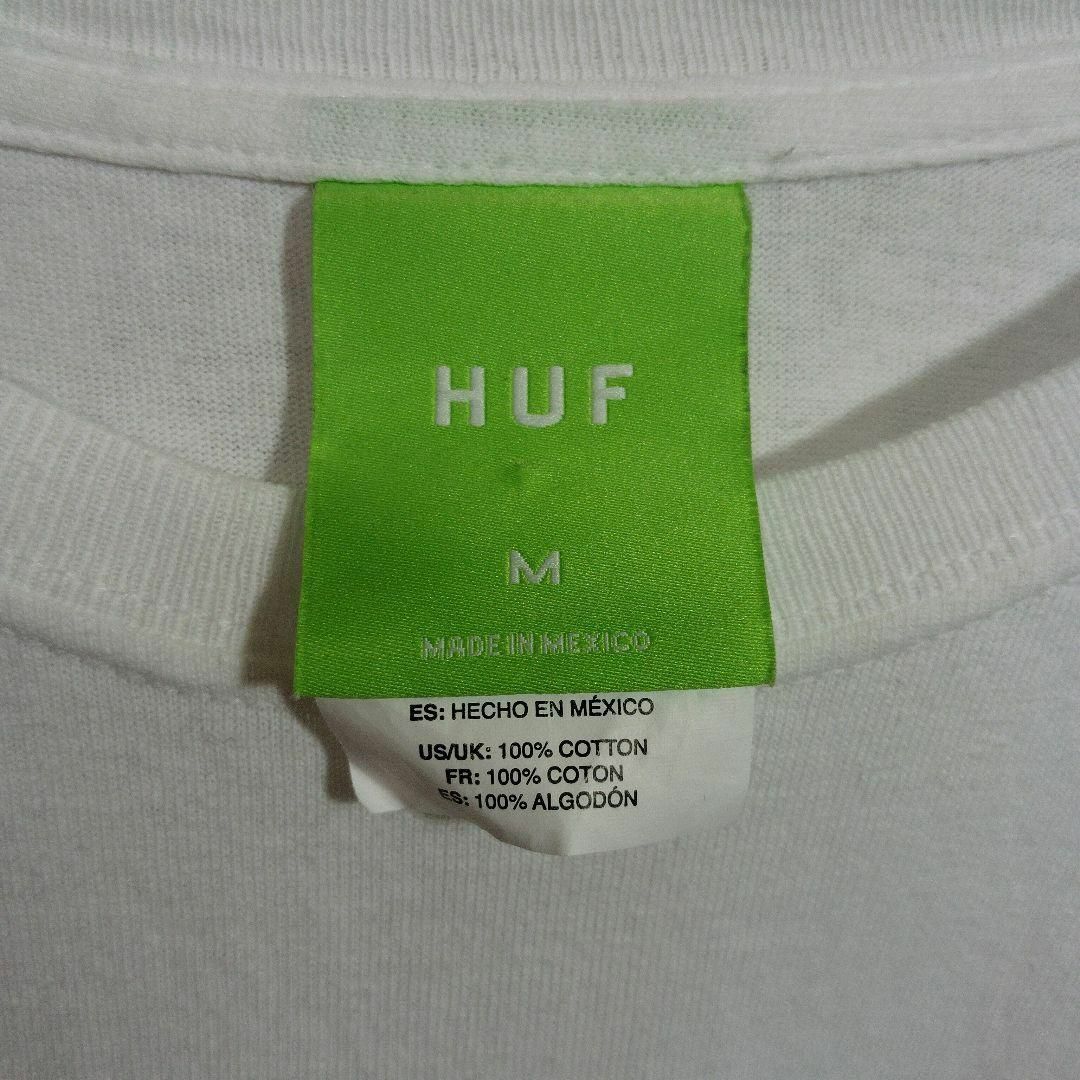 HUF
M
MADE IN MEXICO
ES: HECHO EN MÉXICO
US/UK: 100% COTTON
FR: 100% COTON
ES: 100% ALGODÓN